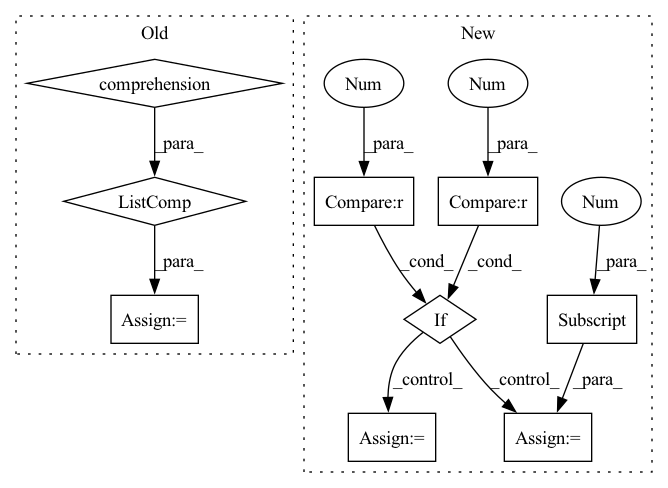 Old
New
comprehension
Num
Num
_para_
_para_
_para_
ListComp
Compare:r
Compare:r
Num
_para_
_cond_
_cond_
_para_
Assign:=
If
Subscript
_control_
_control_
_para_
Assign:=
Assign:=